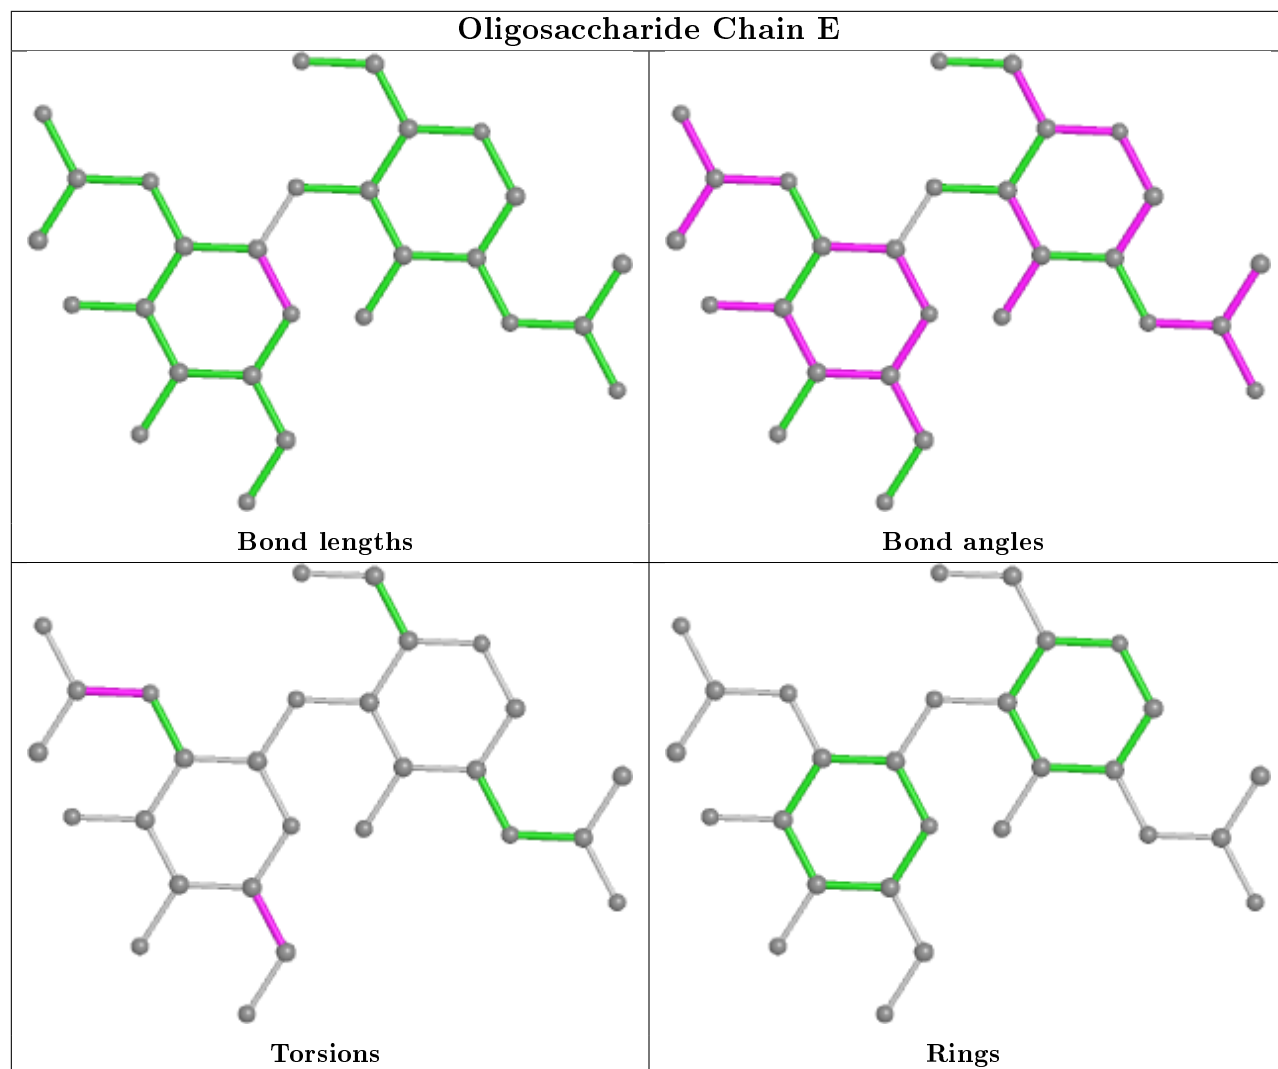 Oligosaccharide Chain E
Bond lengths
Bond angles
Torsions
Rings